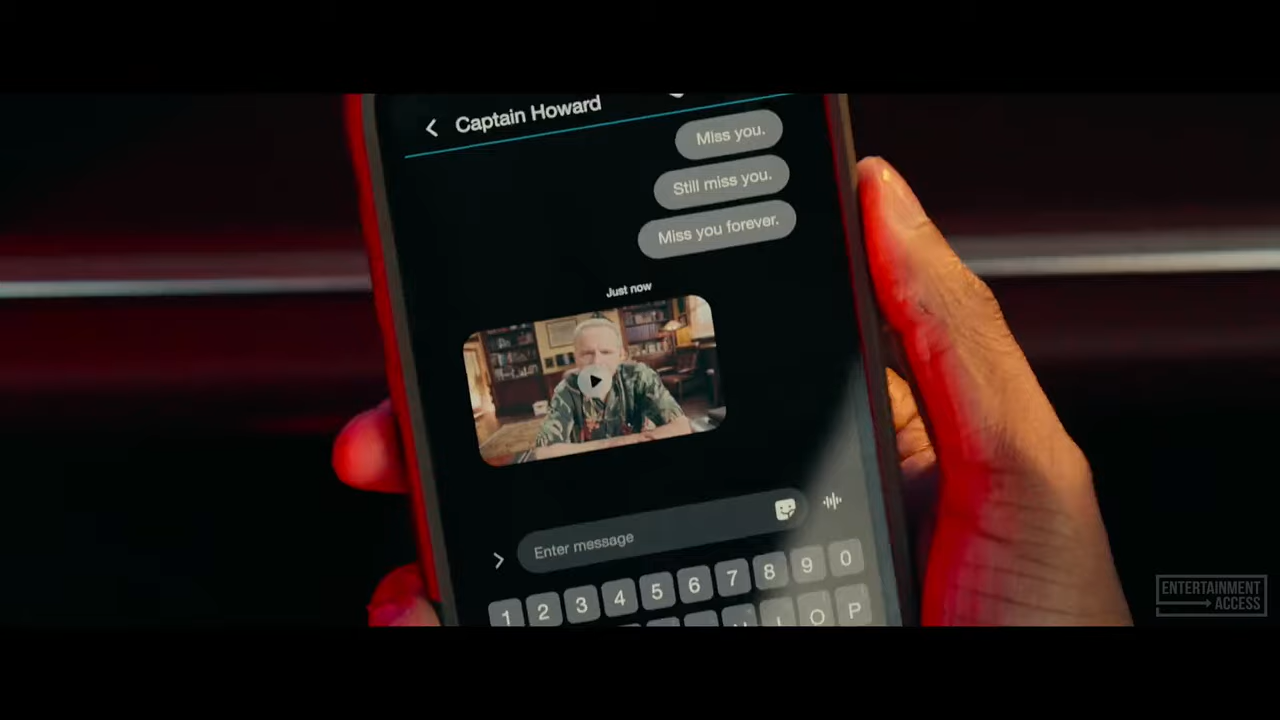 Captain Howard
Miss you.
Still miss you.
Miss you forever.
Just now
Enter message
1 2 3 4 5 6 7 8 9 0
O P
ENTERTAINMENT
ACCESS